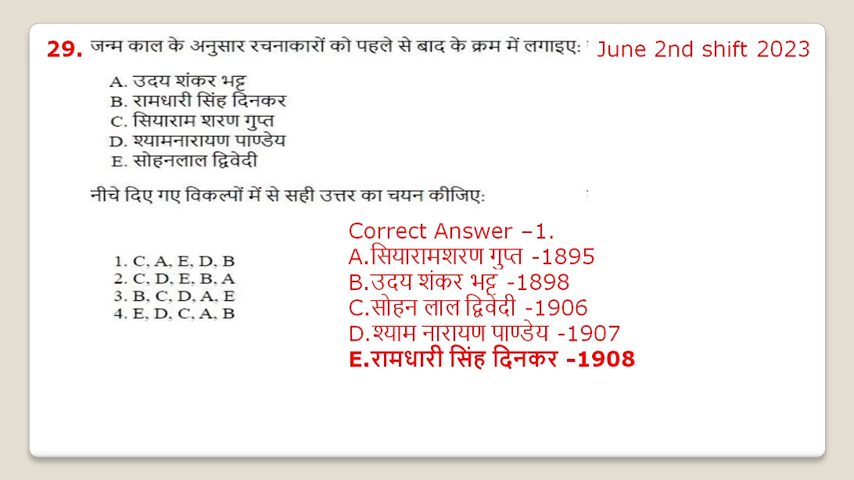 29. जन्म काल के अनुसार रचनाकारों को पहले से बाद के क्रम में लगाइए: June 2nd shift 2023
A. उदय शंकर भट्ट
B. रामधारी सिंह दिनकर
C. सियाराम शरण गुप्त
D. श्यामनारायण पाण्डेय
E. सोहनलाल द्विवेदी
नीचे दिए गए विकल्पों में से सही उत्तर का चयन कीजिए:
1. C, A, E, D, B
2. C, D, E, B, A
3. B, C, D, A, E
4. E, D, C, A, B
Correct Answer –1.
A.सियारामशरण गुप्त -1895
B.उदय शंकर भट्ट -1898
C.सोहन लाल द्विवेदी -1906
D.श्याम नारायण पाण्डेय -1907
E.रामधारी सिंह दिनकर -1908